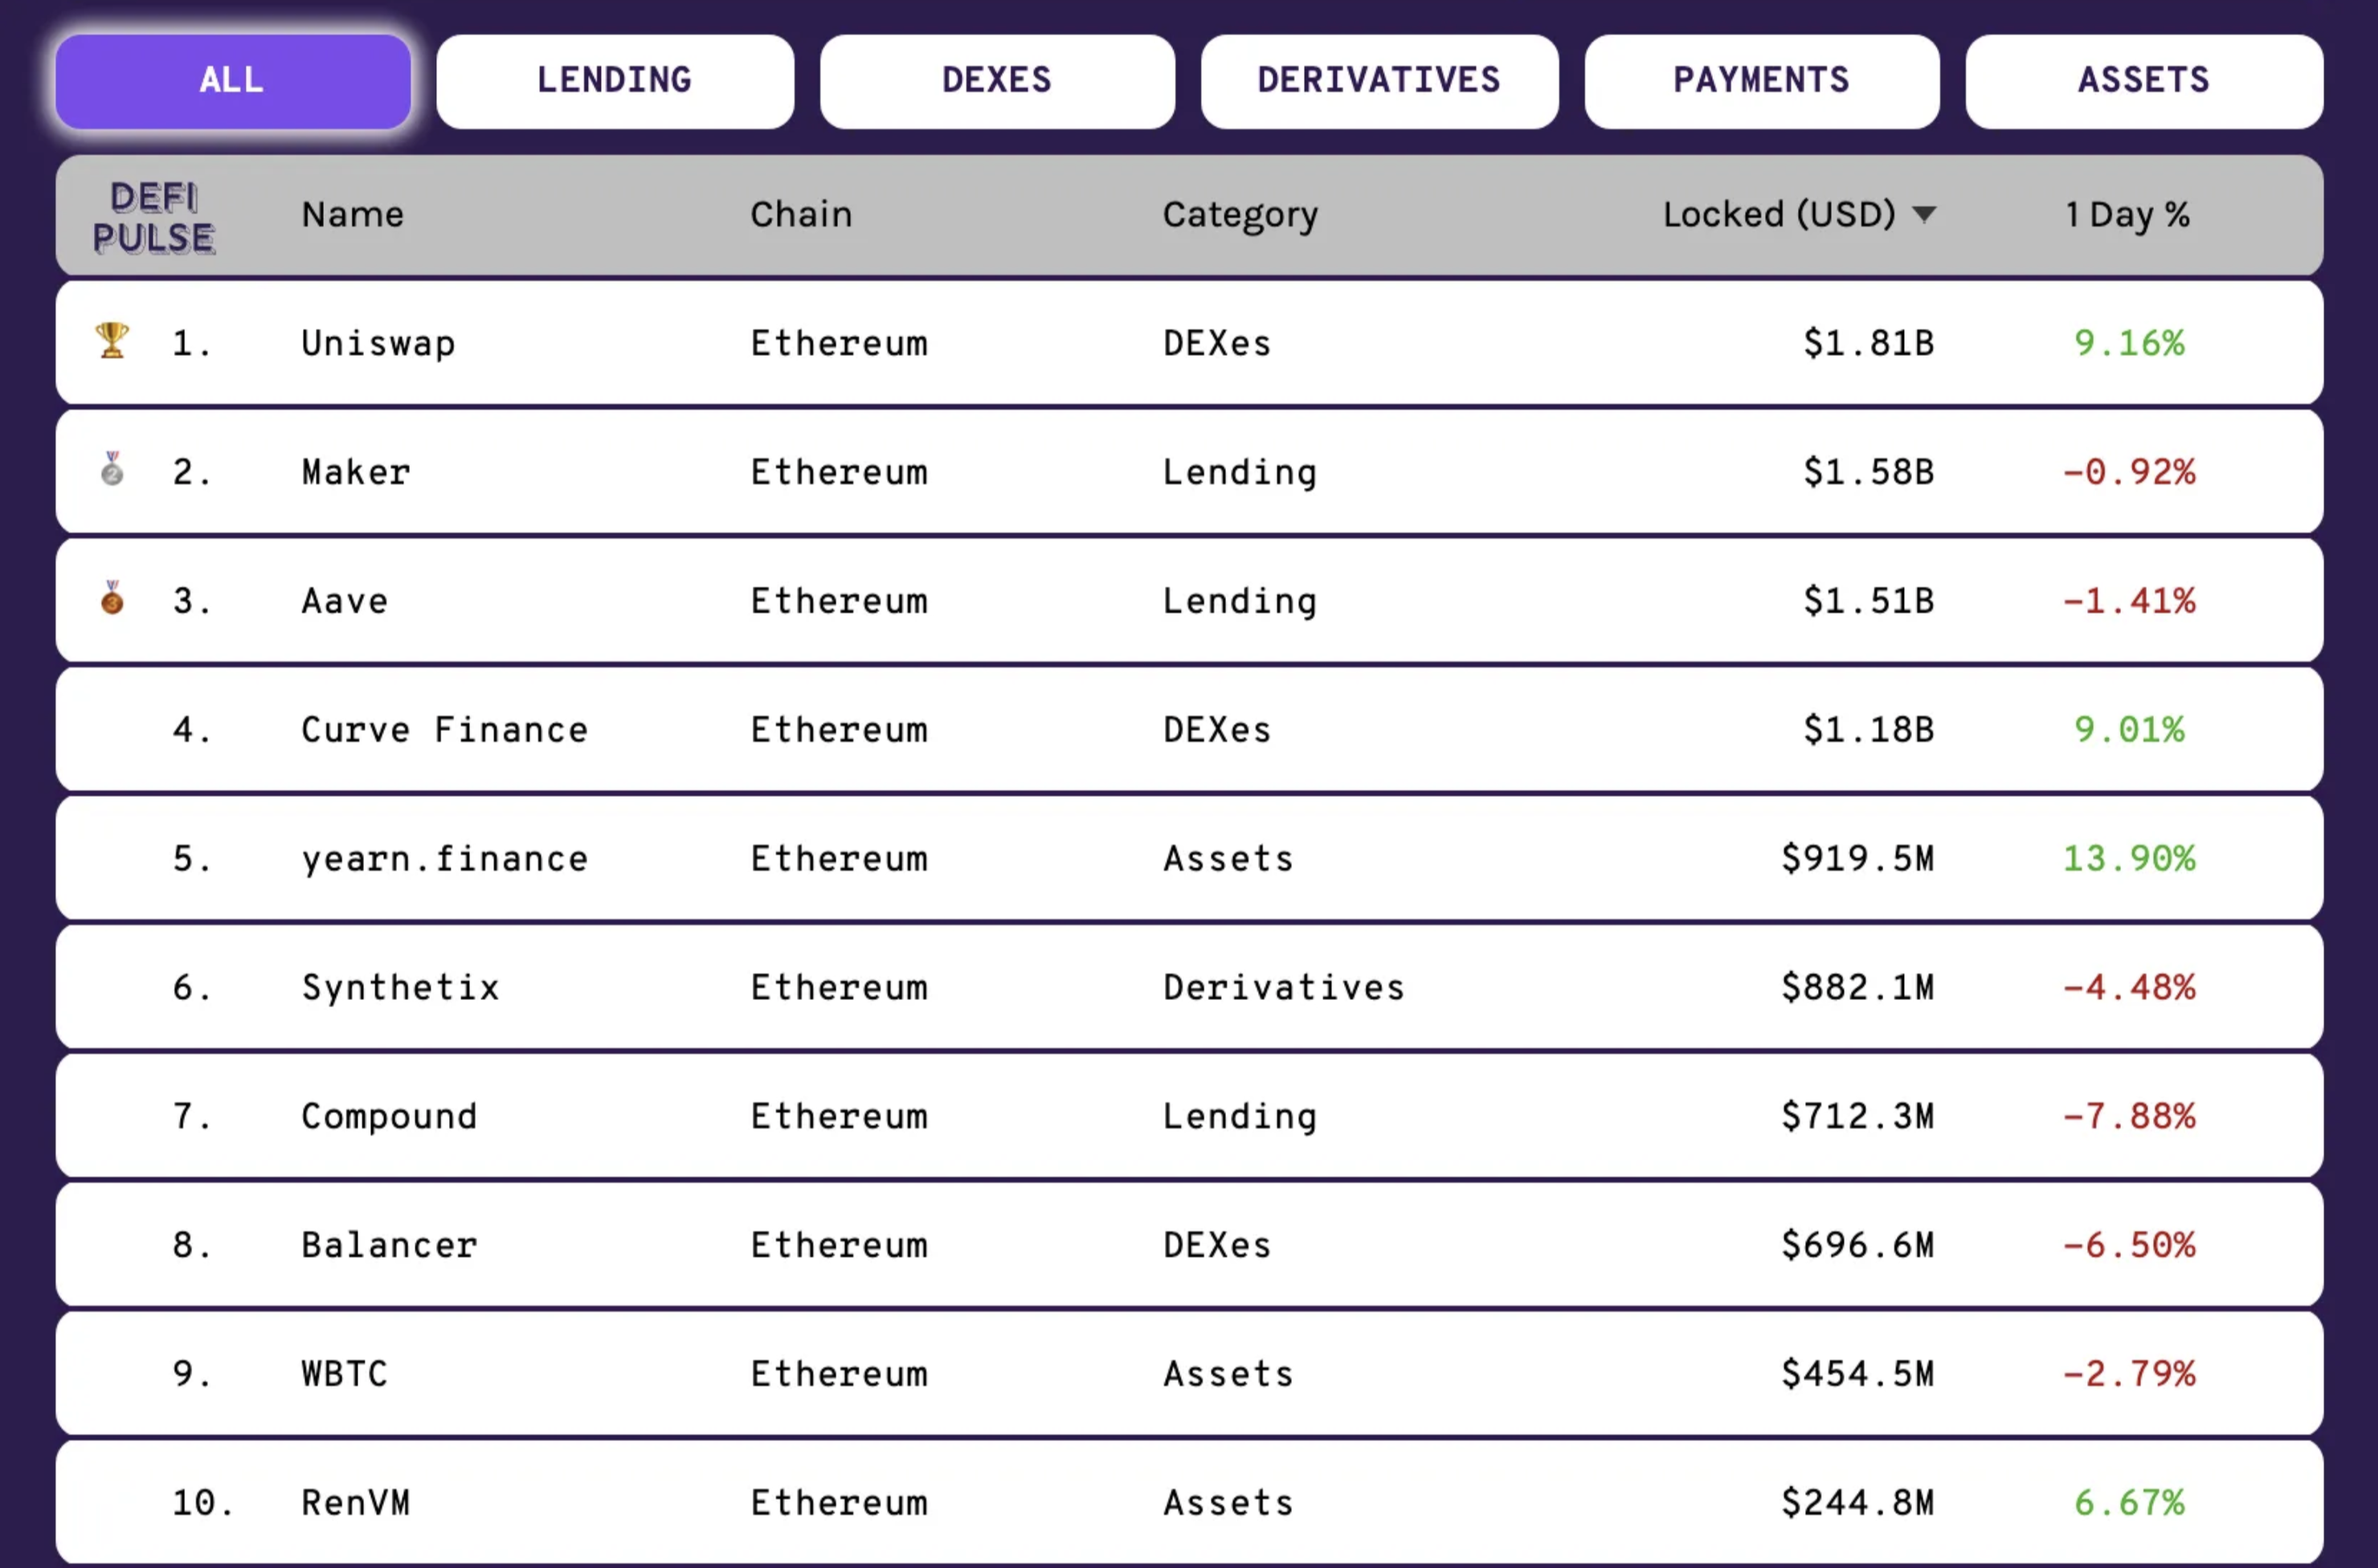 ALL LENDING DEXES DERIVATIVES PAYMENTS ASSETS
DEFI
PULSE
Name Chain Category Locked (USD) 1 Day %
1. Uniswap Ethereum DEXes $1.81B 9.16%
2. Maker Ethereum Lending $1.58B -0.92%
3. Aave Ethereum Lending $1.51B -1.41%
4. Curve Finance Ethereum DEXes $1.18B 9.01%
5. yearn.finance Ethereum Assets $919.5M 13.90%
6. Synthetix Ethereum Derivatives $882.1M -4.48%
7. Compound Ethereum Lending $712.3M -7.88%
8. Balancer Ethereum DEXes $696.6M -6.50%
9. WBTC Ethereum Assets $454.5M -2.79%
10. RenVM Ethereum Assets $244.8M 6.67%